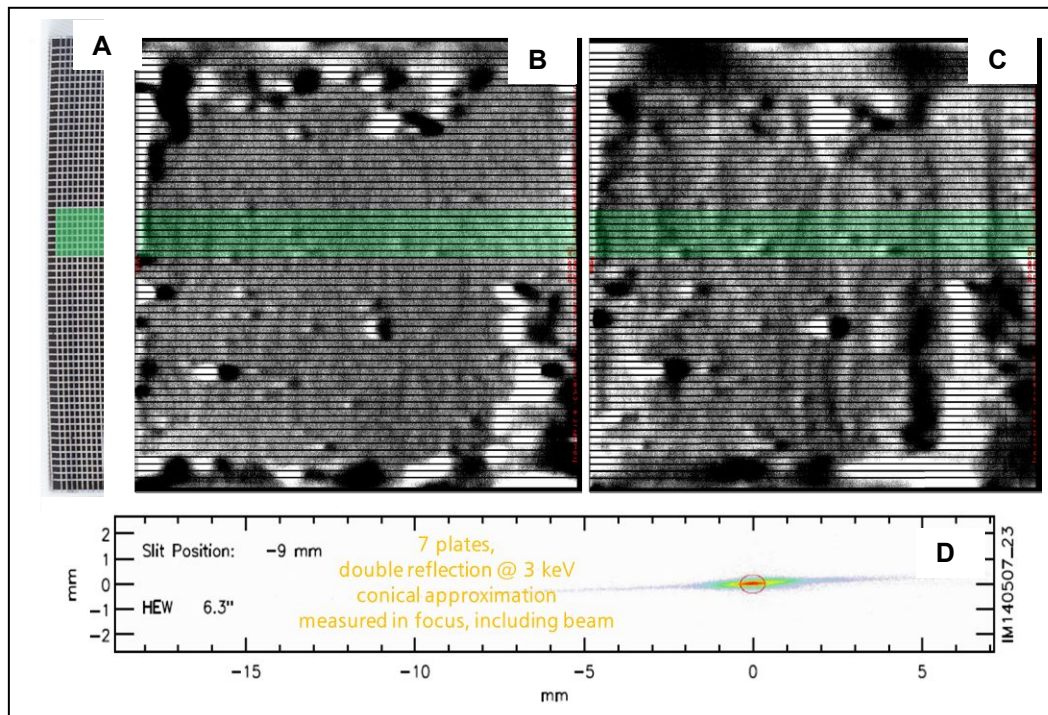 A
B
C
D
2
1
0
−1
−2
mm
Slit Position: −9 mm
HEW 6.3"
7 plates,
double reflection @ 3 keV
conical approximation
measured in focus, including beam
IM140507_23
−15
−10
−5
0
5
mm